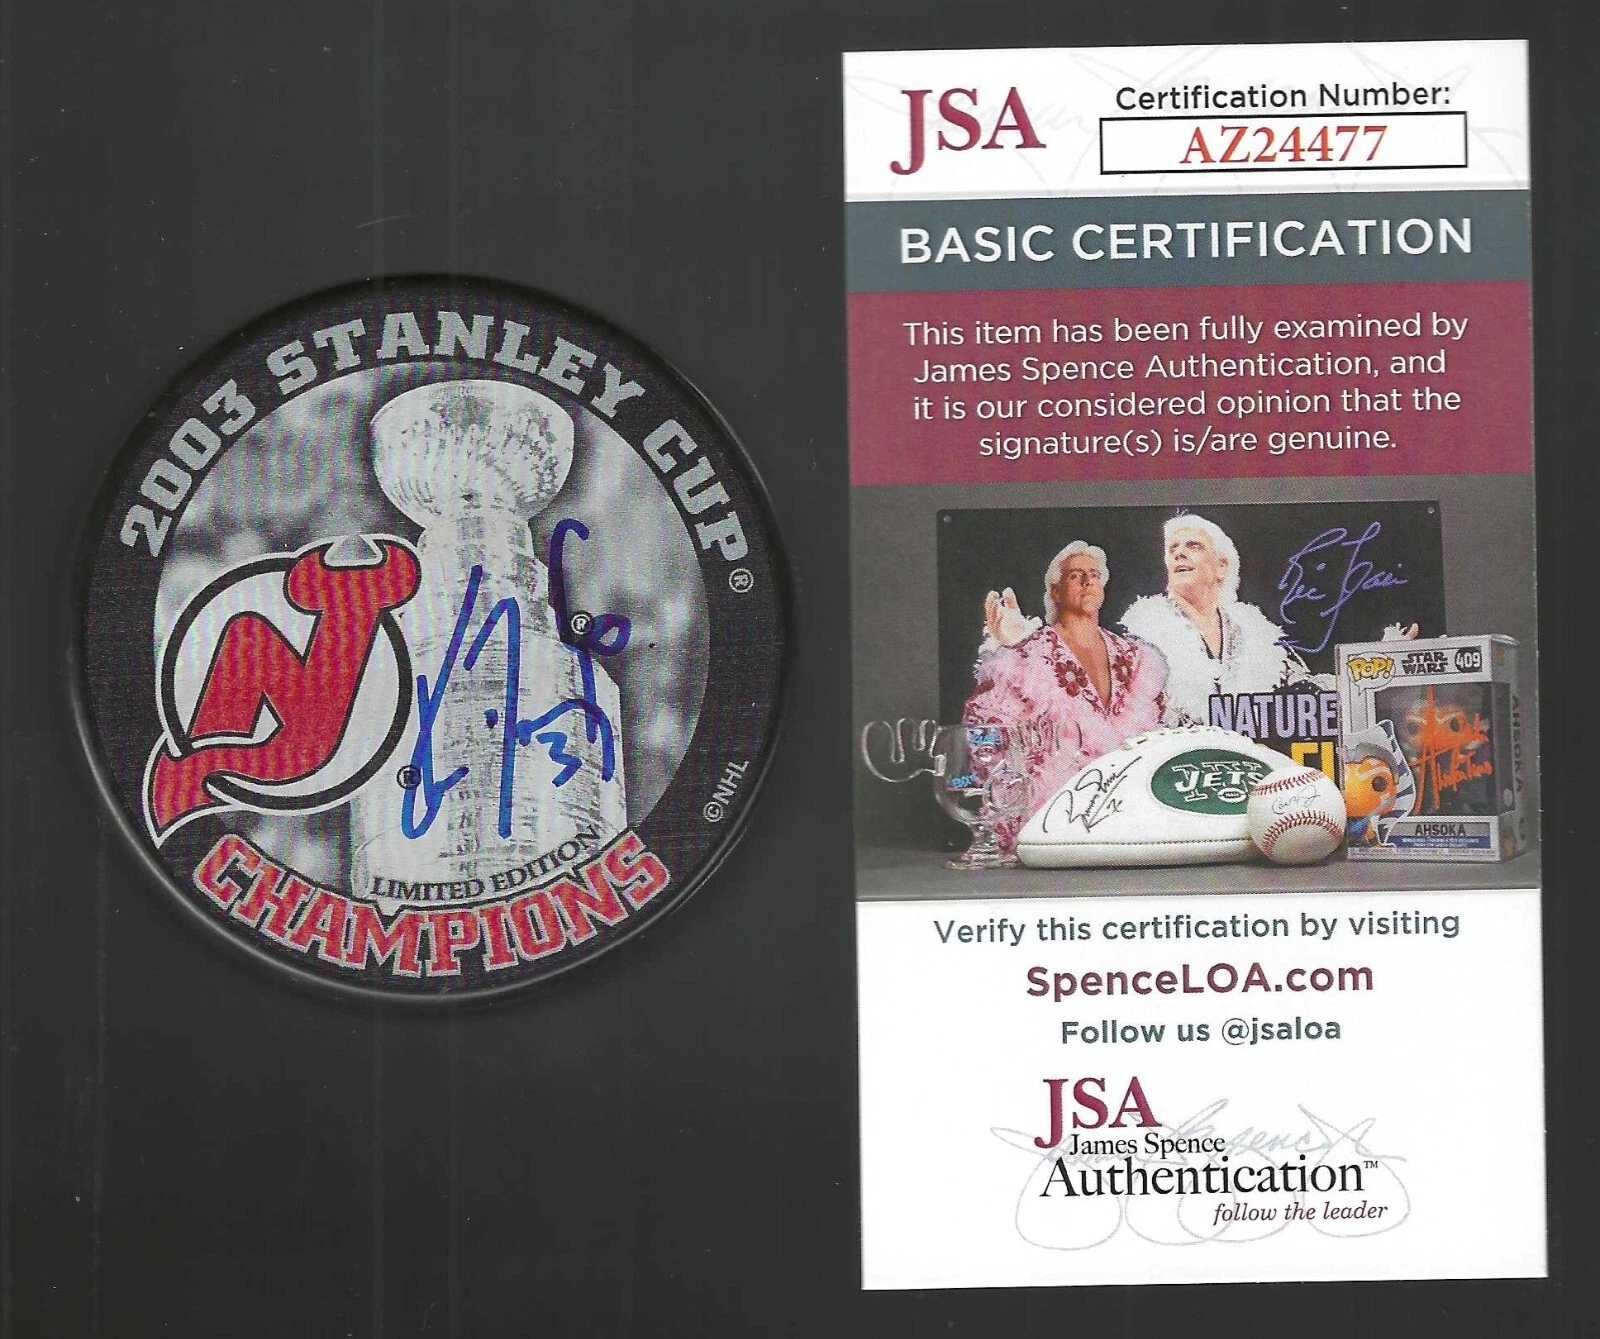 2003 STANLEY CUP®
®
®
© NHL
LIMITED EDITION
CHAMPIONS
JSA
Certification Number:
AZ24477
BASIC CERTIFICATION
This item has been fully examined by
James Spence Authentication, and
it is our considered opinion that the
signature(s) is/are genuine.
Ric Flair
NATURE
POP!
STAR
WARS
409
JETS
AHSOKA
AHSOKA
Verify this certification by visiting
SpenceLOA.com
Follow us @jsaloa
JSA
James Spence
Authentication™
follow the leader